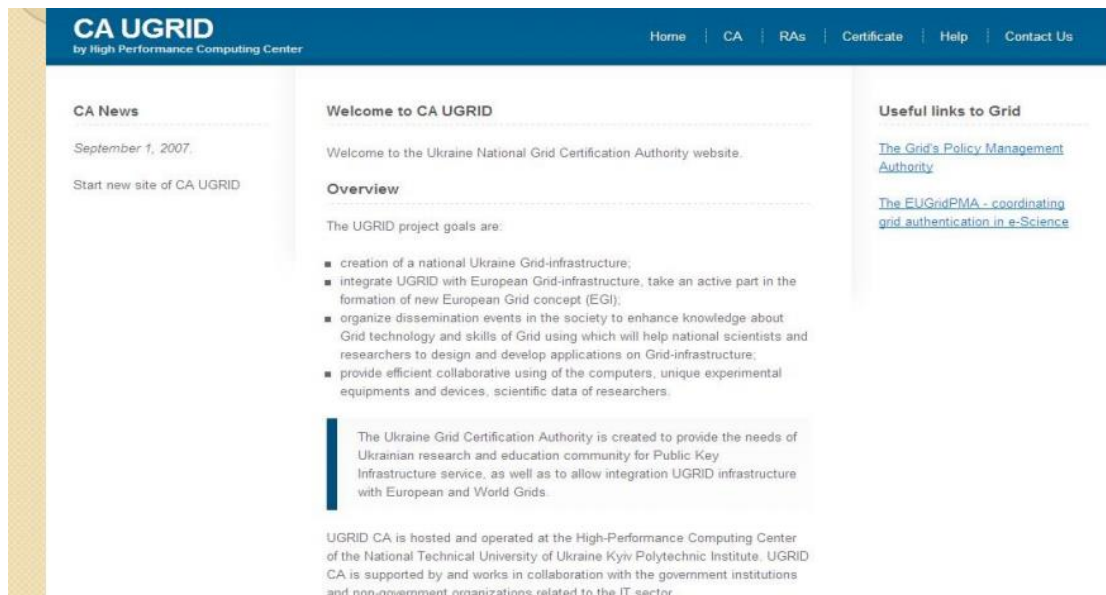 CA UGRID
by High Performance Computing Center
Home
CA
RAs
Certificate
Help
Contact Us
CA News
September 1, 2007.
Start new site of CA UGRID
Welcome to CA UGRID
Welcome to the Ukraine National Grid Certification Authority website.
Overview
The UGRID project goals are:
creation of a national Ukraine Grid-infrastructure;
integrate UGRID with European Grid-infrastructure, take an active part in the
formation of new European Grid concept (EGI);
organize dissemination events in the society to enhance knowledge about
Grid technology and skills of Grid using which will help national scientists and
researchers to design and develop applications on Grid-infrastructure;
provide efficient collaborative using of the computers, unique experimental
equipments and devices, scientific data of researchers.
The Ukraine Grid Certification Authority is created to provide the needs of
Ukrainian research and education community for Public Key
Infrastructure service, as well as to allow integration UGRID infrastructure
with European and World Grids.
UGRID CA is hosted and operated at the High-Performance Computing Center
of the National Technical University of Ukraine Kyiv Polytechnic Institute. UGRID
CA is supported by and works in collaboration with the government institutions
and non-government organizations related to the IT sector.
Useful links to Grid
The Grid's Policy Management
Authority
The EUGridPMA - coordinating
grid authentication in e-Science